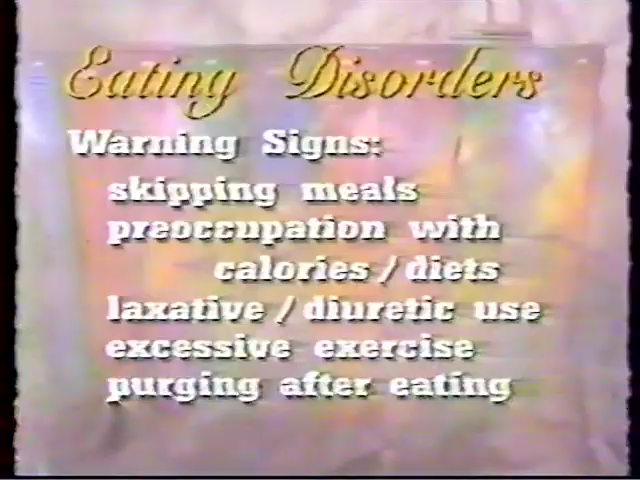 Eating Disorders
Warning Signs:
skipping meals
preoccupation with
calories / diets
laxative / diuretic use
excessive exercise
purging after eating